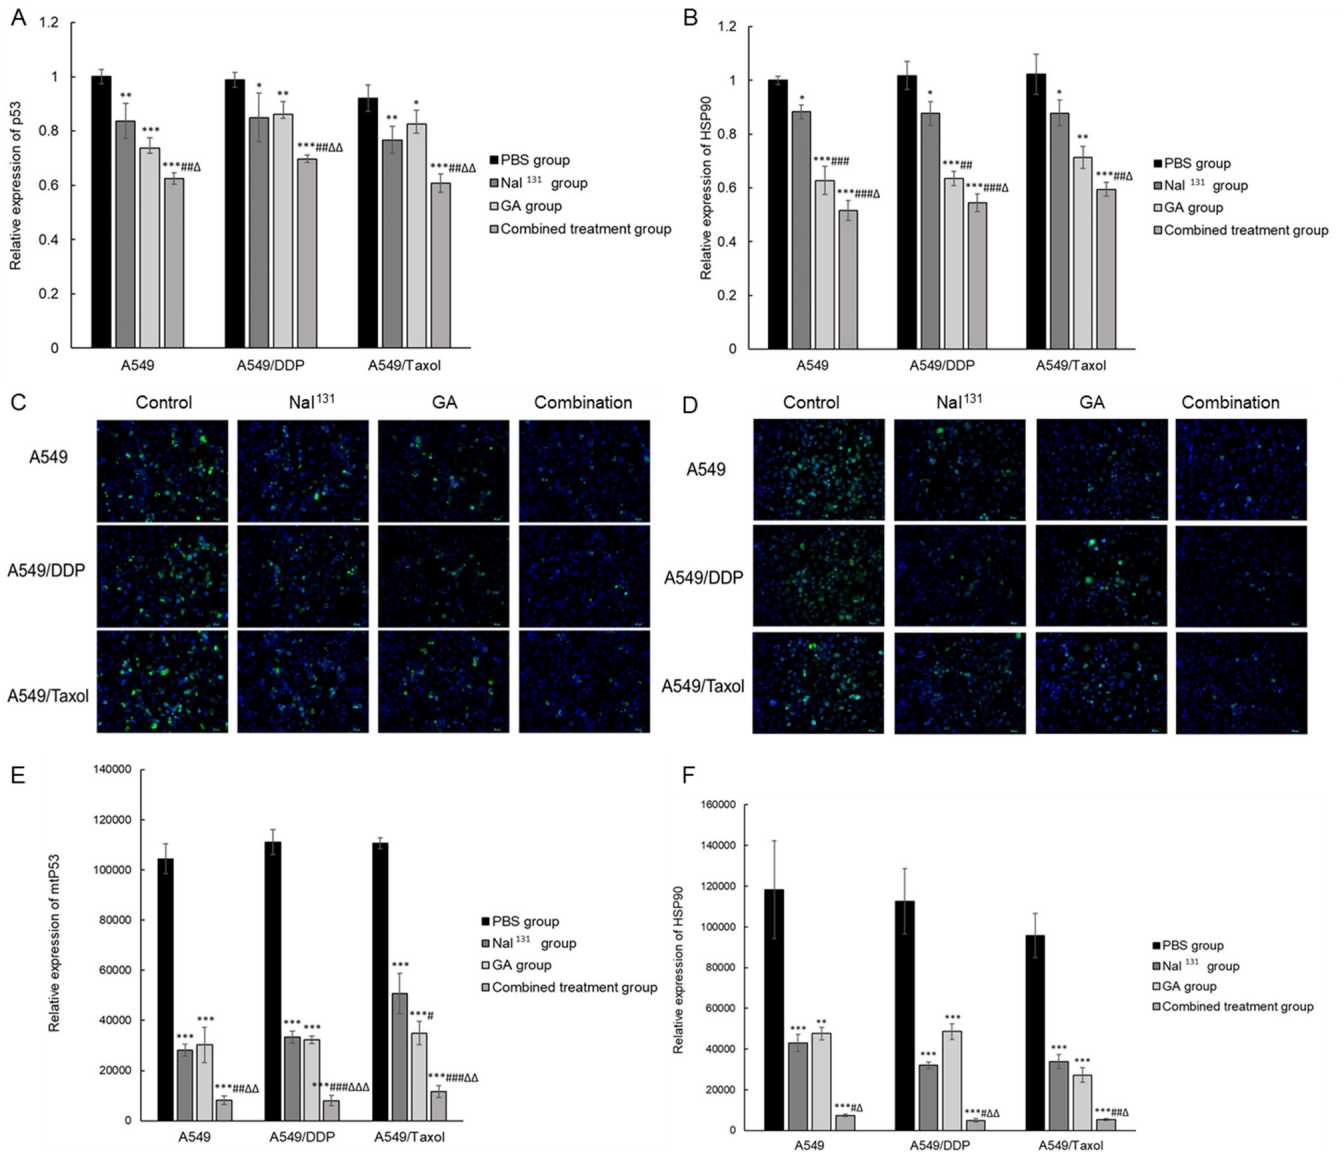 A
1.2
1
0.8
0.6
0.4
0.2
0
Relative expression of p53
** *** ***##Δ
* ** ***##ΔΔ
** * ***##ΔΔ
A549 A549/DDP A549/Taxol
PBS group
NaI 131 group
GA group
Combined treatment group
B
1.2
1
0.8
0.6
0.4
0.2
0
Relative expression of HSP90
* ***### ***###Δ
* ***## ***###Δ
* ** ***##Δ
A549 A549/DDP A549/Taxol
PBS group
NaI 131 group
GA group
Combined treatment group
C
Control NaI131 GA Combination
A549
A549/DDP
A549/Taxol
D
Control NaI131 GA Combination
A549
A549/DDP
A549/Taxol
E
140000
120000
100000
80000
60000
40000
20000
0
Relative expression of mtP53
*** *** ***##ΔΔ
*** *** ***###ΔΔΔ
*** ***# ***###ΔΔ
A549 A549/DDP A549/Taxol
PBS group
NaI 131 group
GA group
Combined treatment group
F
160000
140000
120000
100000
80000
60000
40000
20000
0
Relative expression of HSP90
*** ** ***#Δ
*** *** ***#ΔΔ
*** *** ***##Δ
A549 A549/DDP A549/Taxol
PBS group
NaI 131 group
GA group
Combined treatment group